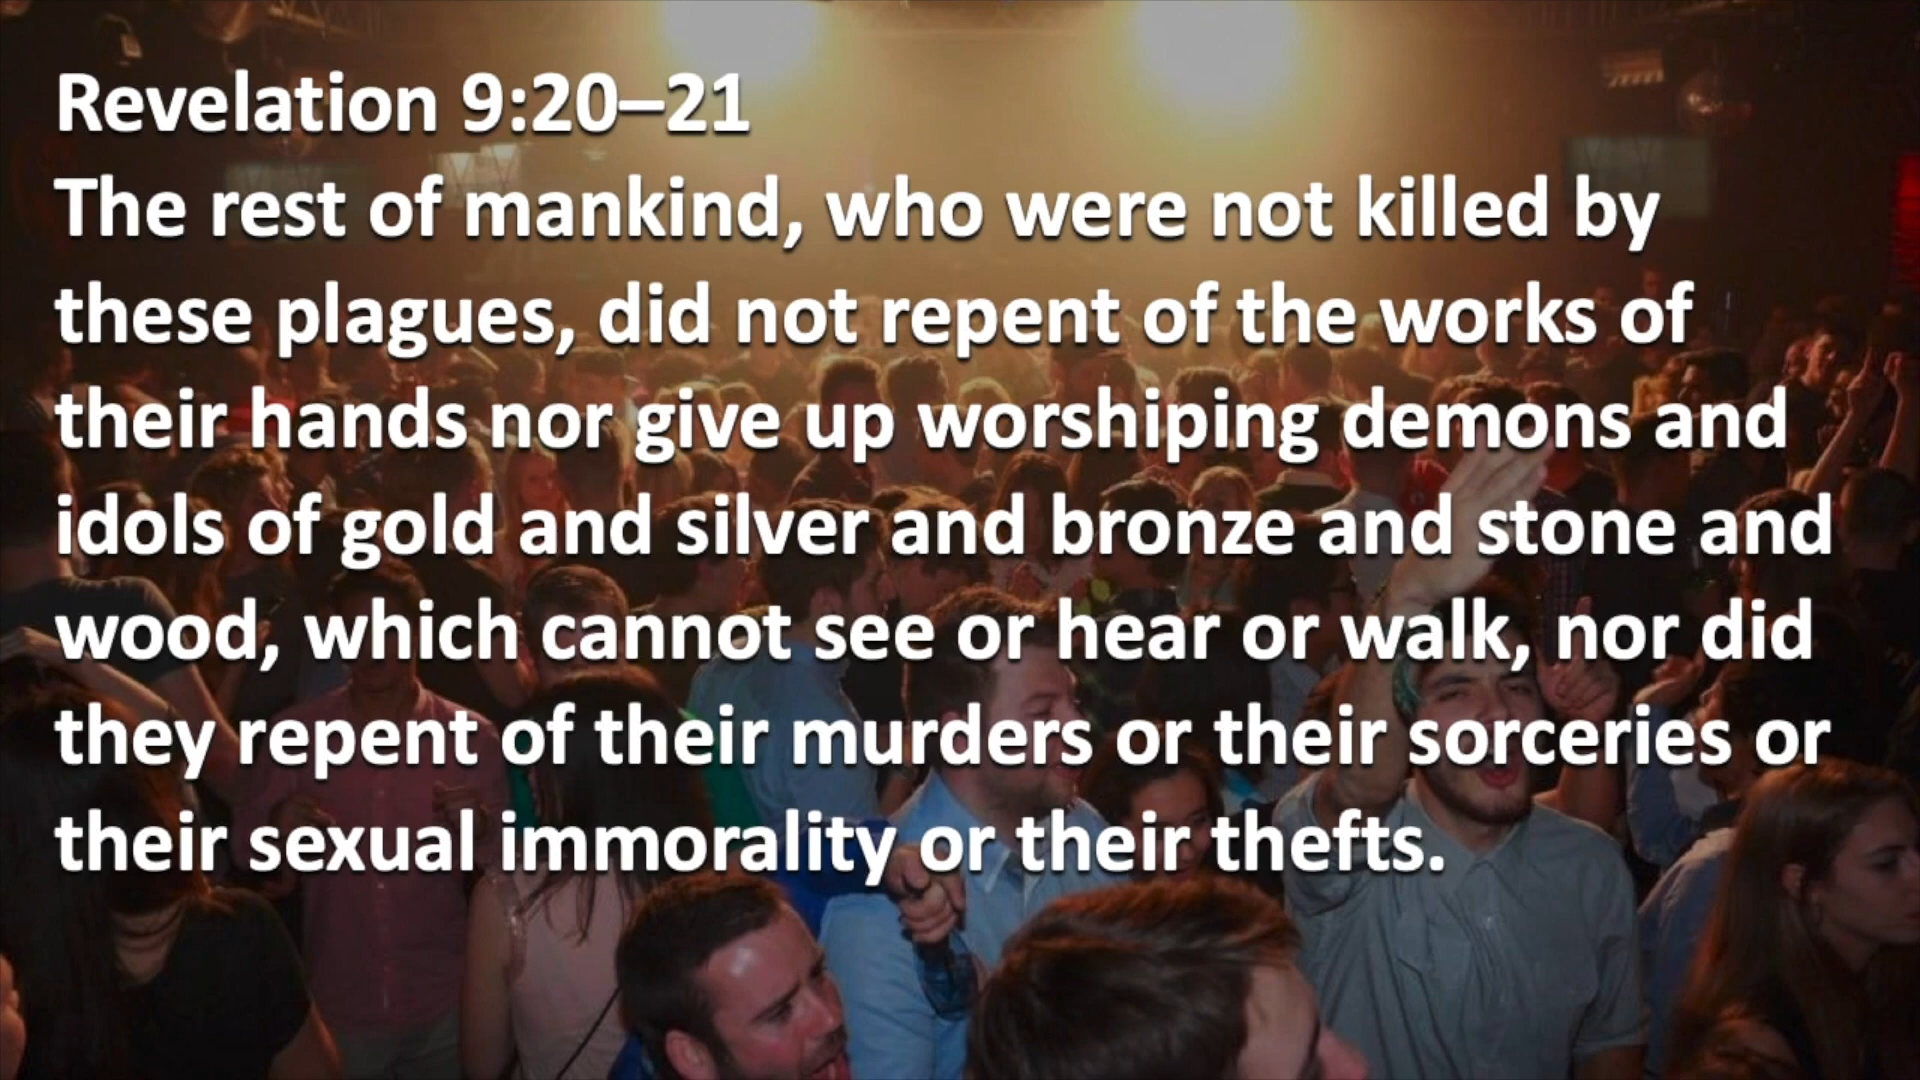 Revelation 9:20–21
The rest of mankind, who were not killed by
these plagues, did not repent of the works of
their hands nor give up worshiping demons and
idols of gold and silver and bronze and stone and
wood, which cannot see or hear or walk, nor did
they repent of their murders or their sorceries or
their sexual immorality or their thefts.